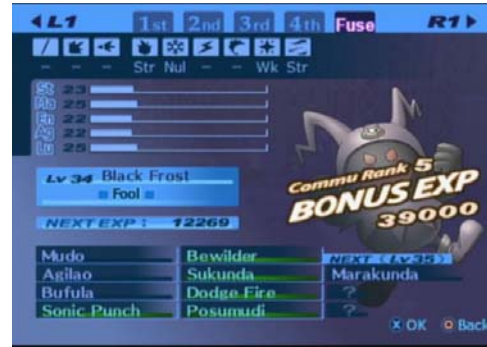 L1 1st 2nd 3rd 4th Fuse R1
- - - Str Nul - - Wk Str
St 23
Ma 25
En 22
Ag 22
Lu 25
Lv 34 Black Frost
Fool
Commu Rank 5
BONUS EXP
39000
NEXT EXP : 12269
Mudo Bewilder NEXT (Lv35)
Agilao Sukunda Marakunda
Bufula Dodge Fire ?
Sonic Punch Posumudi ?
OK Back